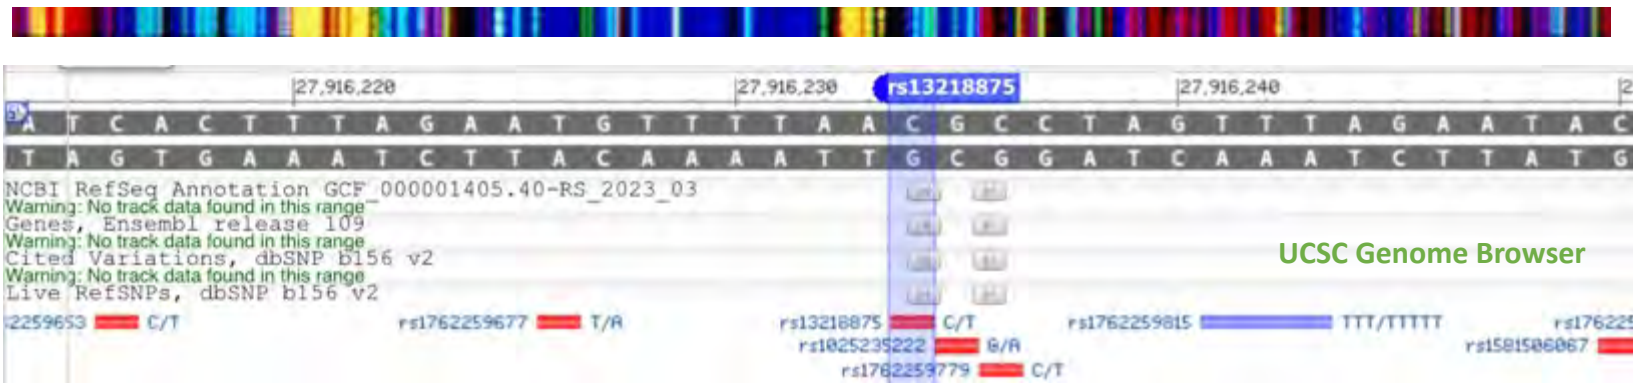 27,916,220 27,916,230 rs13218875 27,916,240 2
A T C A C T T T A G A A T G T T T T A A C G C C T A G T T T A G A A T A C
T A G T G A A A T C T T A C A A A A T T G C G G A T C A A A T C T T A T G
NCBI RefSeq Annotation GCF_000001405.40-RS_2023_03
Warning: No track data found in this range
Genes, Ensembl release 109
Warning: No track data found in this range
Cited Variations, dbSNP b156 v2
UCSC Genome Browser
Warning: No track data found in this range
Live RefSNPs, dbSNP b156 v2
2259653 C/T rs1762259677 T/A rs13218875 C/T rs1762259815 TTT/TTTTT rs176225
rs1025235222 G/A rs1581506067
rs1762259779 C/T